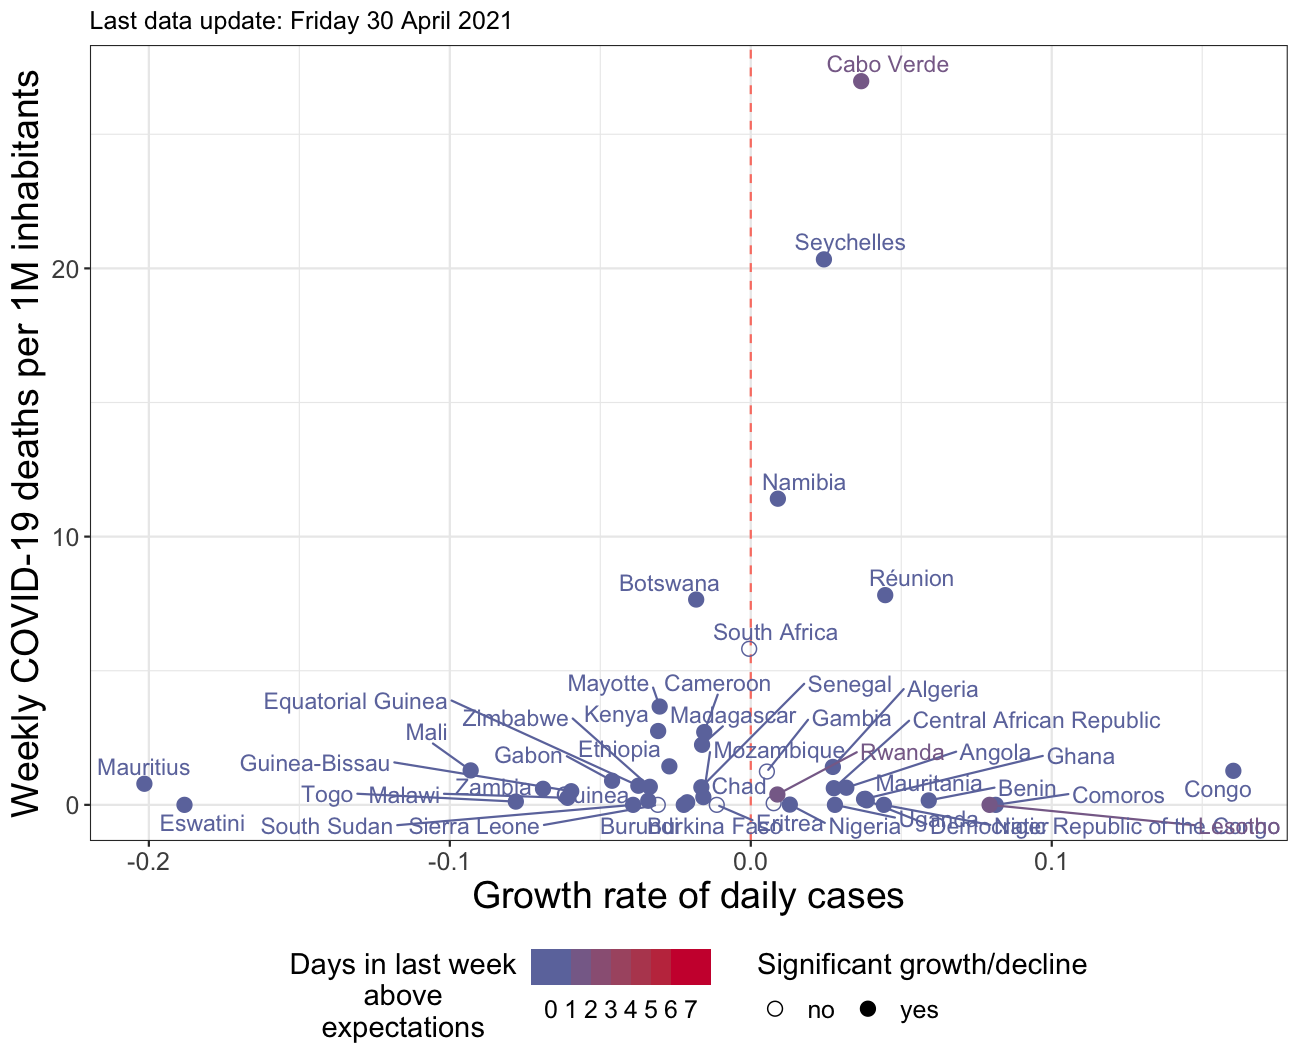 Last data update: Friday 30 April 2021
Weekly COVID-19 deaths per 1M inhabitants
20
10
0
Cabo Verde
Seychelles
Namibia
Botswana
Réunion
South Africa
Mayotte
Cameroon
Senegal
Algeria
Equatorial Guinea
Zimbabwe
Kenya
Madagascar
Gambia
Central African Republic
Mali
Gabon
Ethiopia
Mozambique
Rwanda
Angola
Ghana
Mauritius
Guinea-Bissau
Togo
Malawi
Zambia
Guinea
Chad
Mauritania
Benin
Comoros
Congo
Eswatini
South Sudan
Sierra Leone
Burundi
Burkina Faso
Eritrea
Nigeria
Uganda
Democratic Republic of the Congo
Niger
Lesotho
-0.2
-0.1
0.0
0.1
Growth rate of daily cases
Days in last week
above
expectations
0 1 2 3 4 5 6 7
Significant growth/decline
no
yes